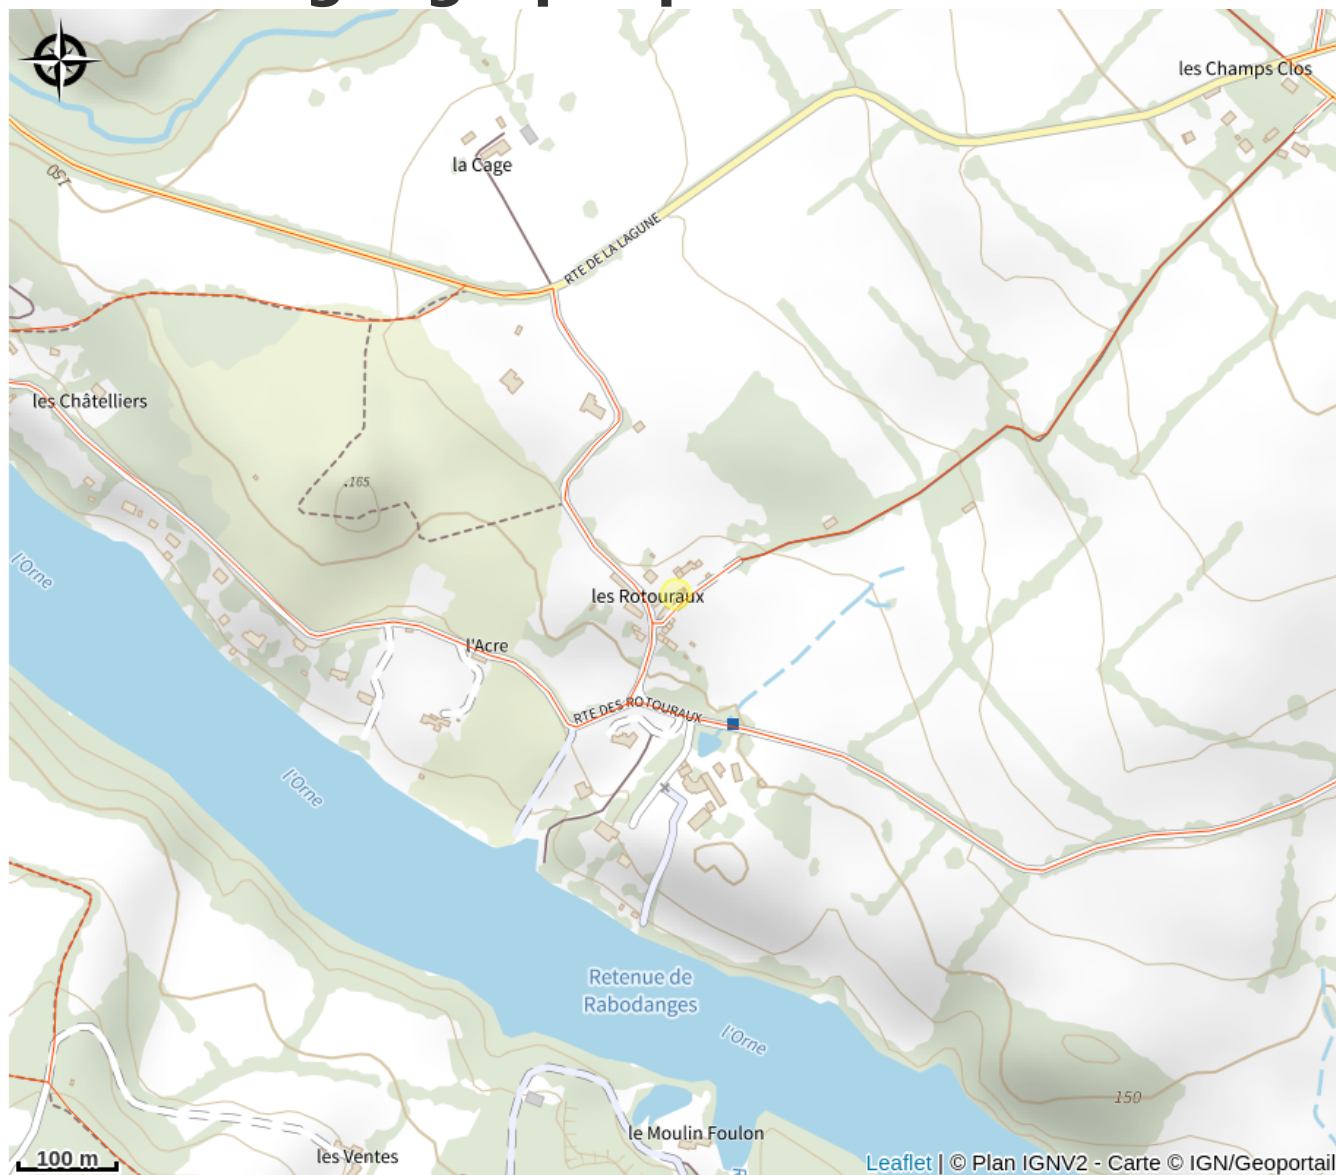 les Champs Clos
la Cage
150
RTE DE LA LAGUNE
les Châtelliers
165
l'Orne
les Rotouraux
l'Acre
RTE DES ROTOURAUX
l'Orne
Retenue de
Rabodanges
l'Orne
150
le Moulin Foulon
les Ventes
100 m
Leaflet | © Plan IGNV2 - Carte © IGN/Geoportail